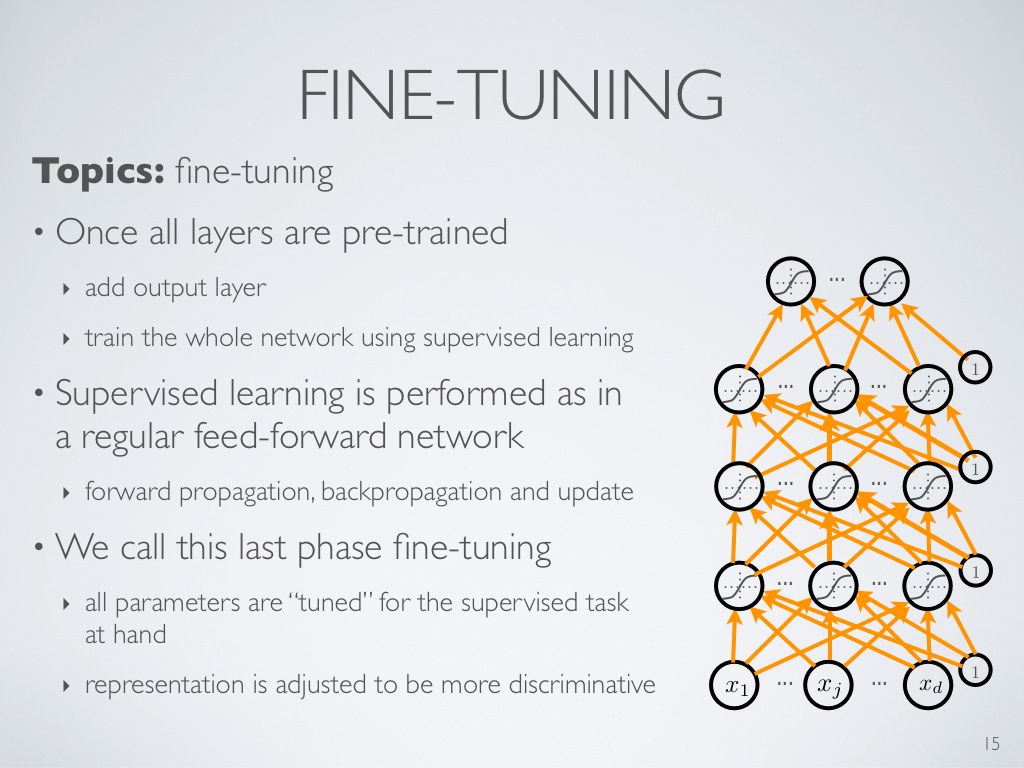 FINE-TUNING
Topics: fine-tuning
• Once all layers are pre-trained
‣ add output layer
‣ train the whole network using supervised learning
• Supervised learning is performed as in
a regular feed-forward network
‣ forward propagation, backpropagation and update
• We call this last phase fine-tuning
‣ all parameters are “tuned” for the supervised task
at hand
‣ representation is adjusted to be more discriminative
...
... ... 1
... ... 1
... ... 1
x₁ ... xⱼ ... x_d 1
15